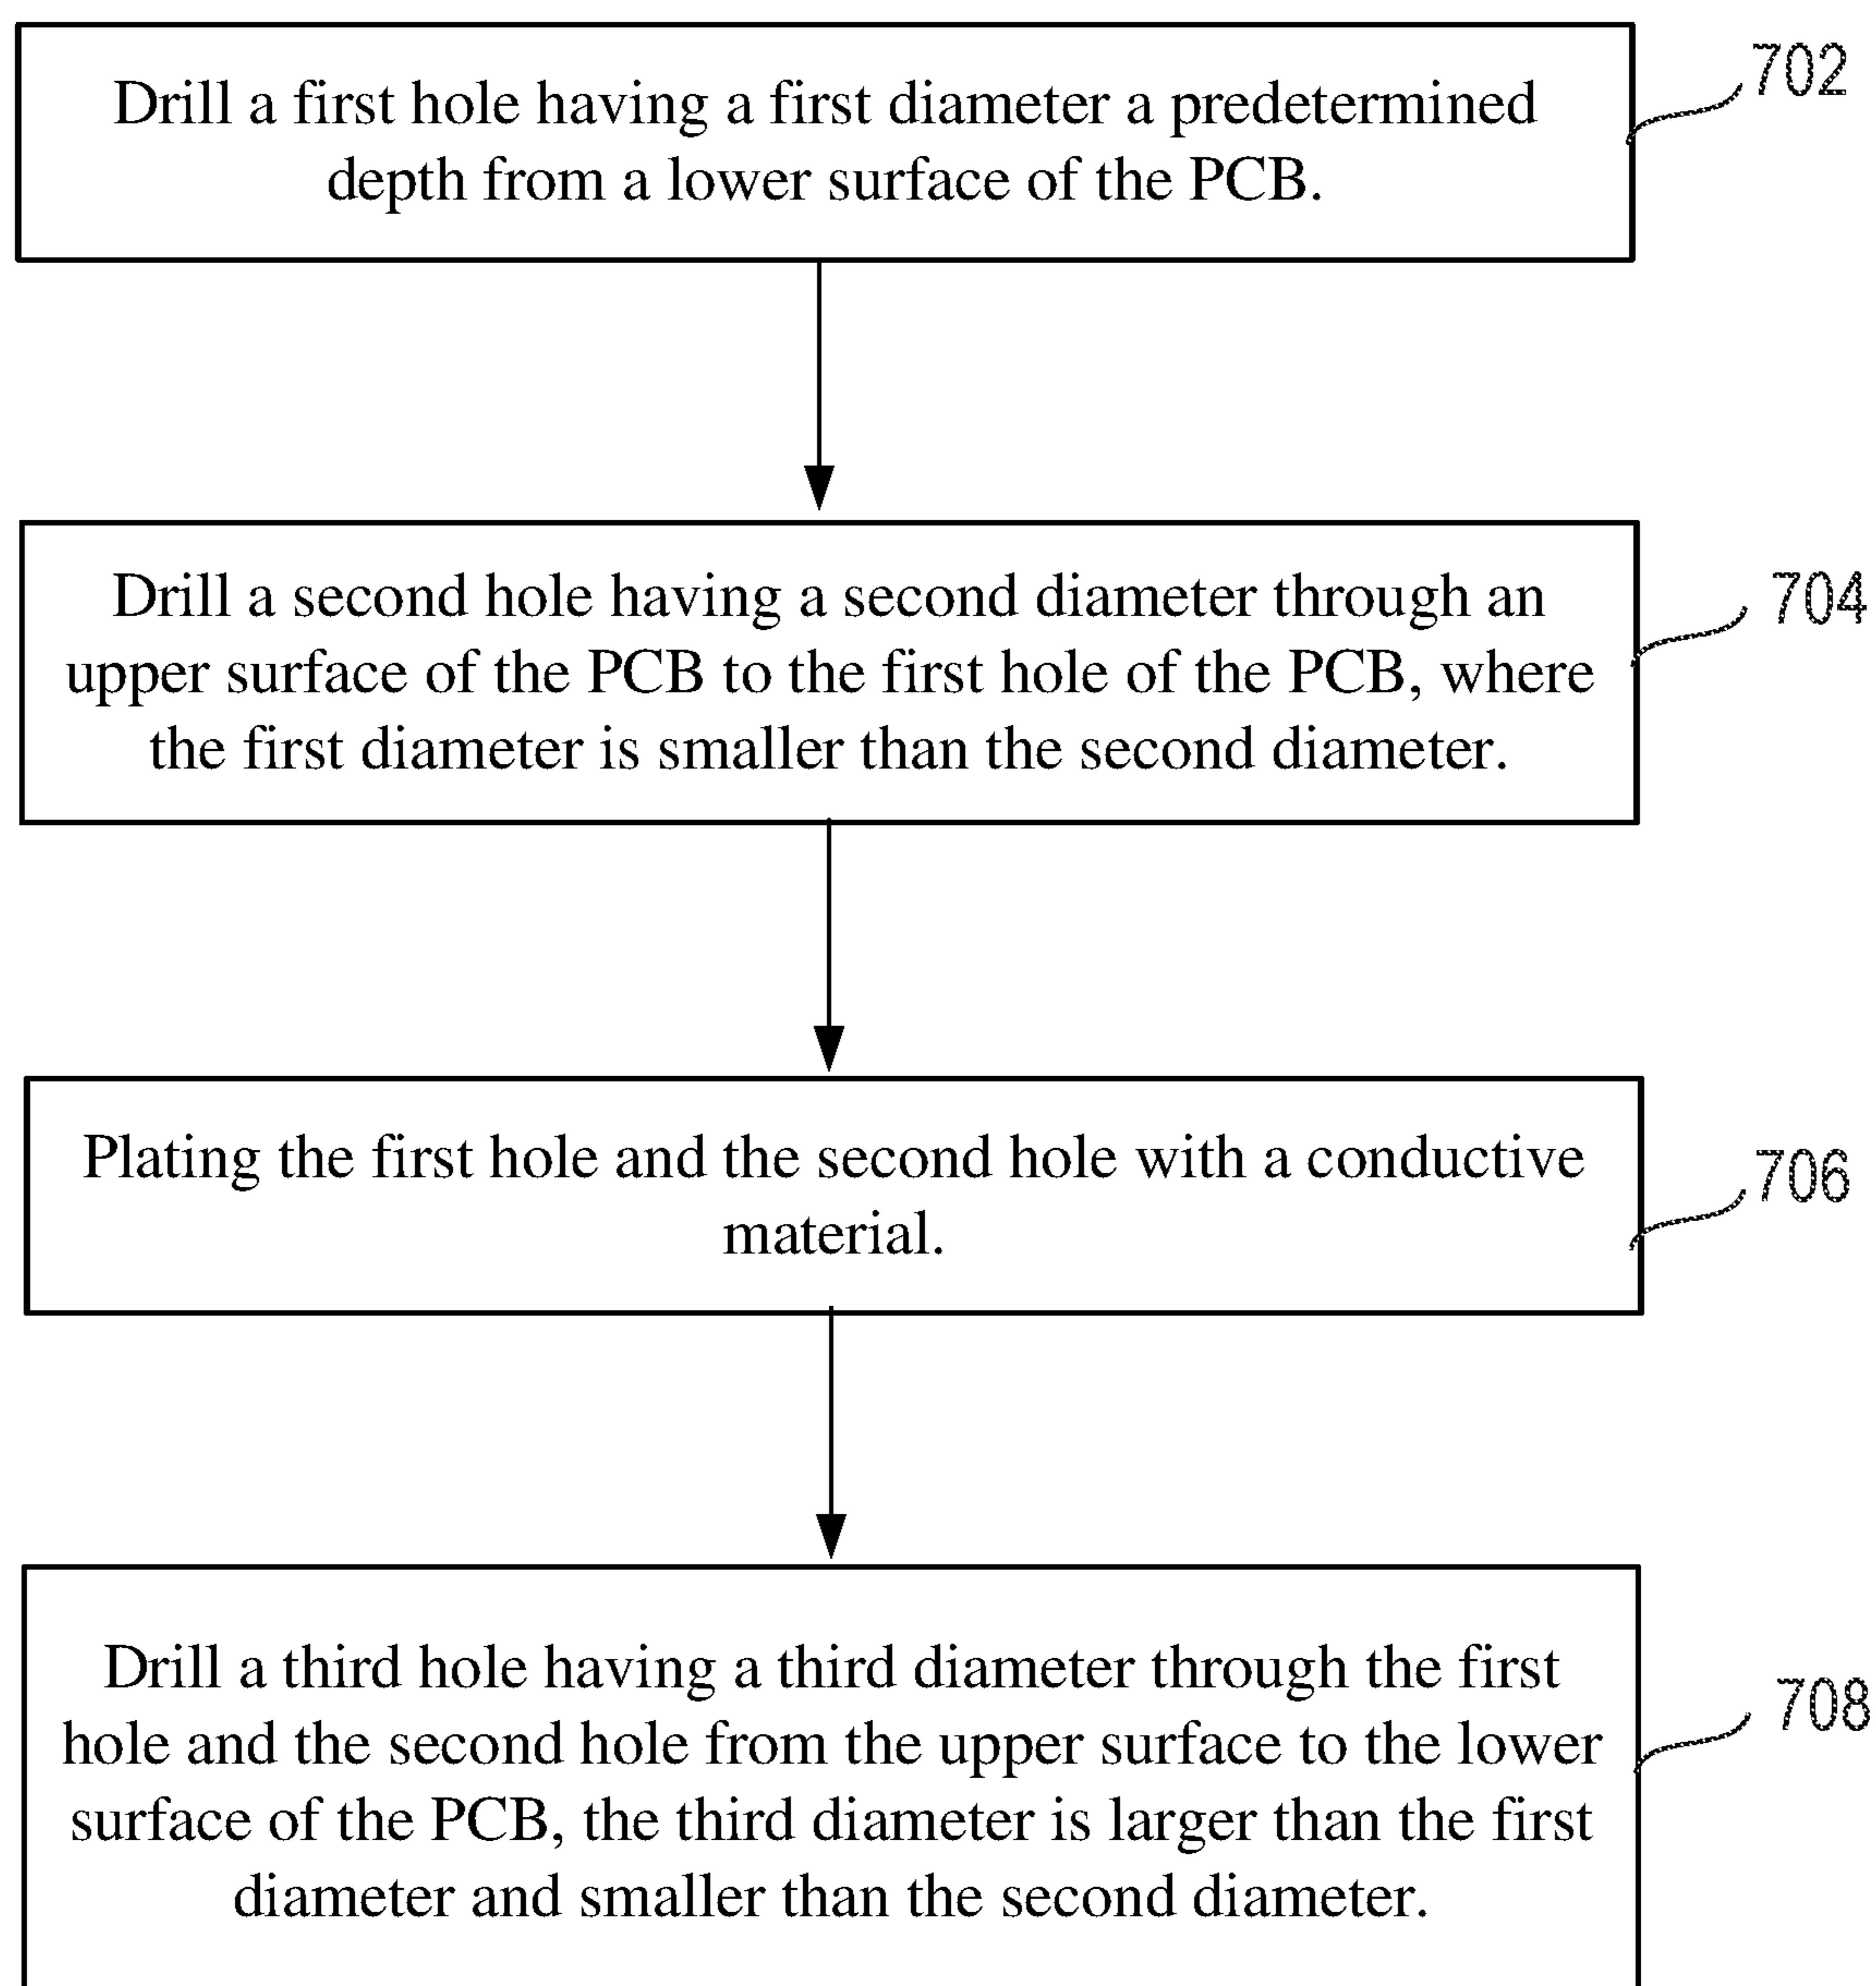 Drill a first hole having a first diameter a predetermined
depth from a lower surface of the PCB.
702
Drill a second hole having a second diameter through an
upper surface of the PCB to the first hole of the PCB, where
the first diameter is smaller than the second diameter.
704
Plating the first hole and the second hole with a conductive
material.
706
Drill a third hole having a third diameter through the first
hole and the second hole from the upper surface to the lower
surface of the PCB, the third diameter is larger than the first
diameter and smaller than the second diameter.
708